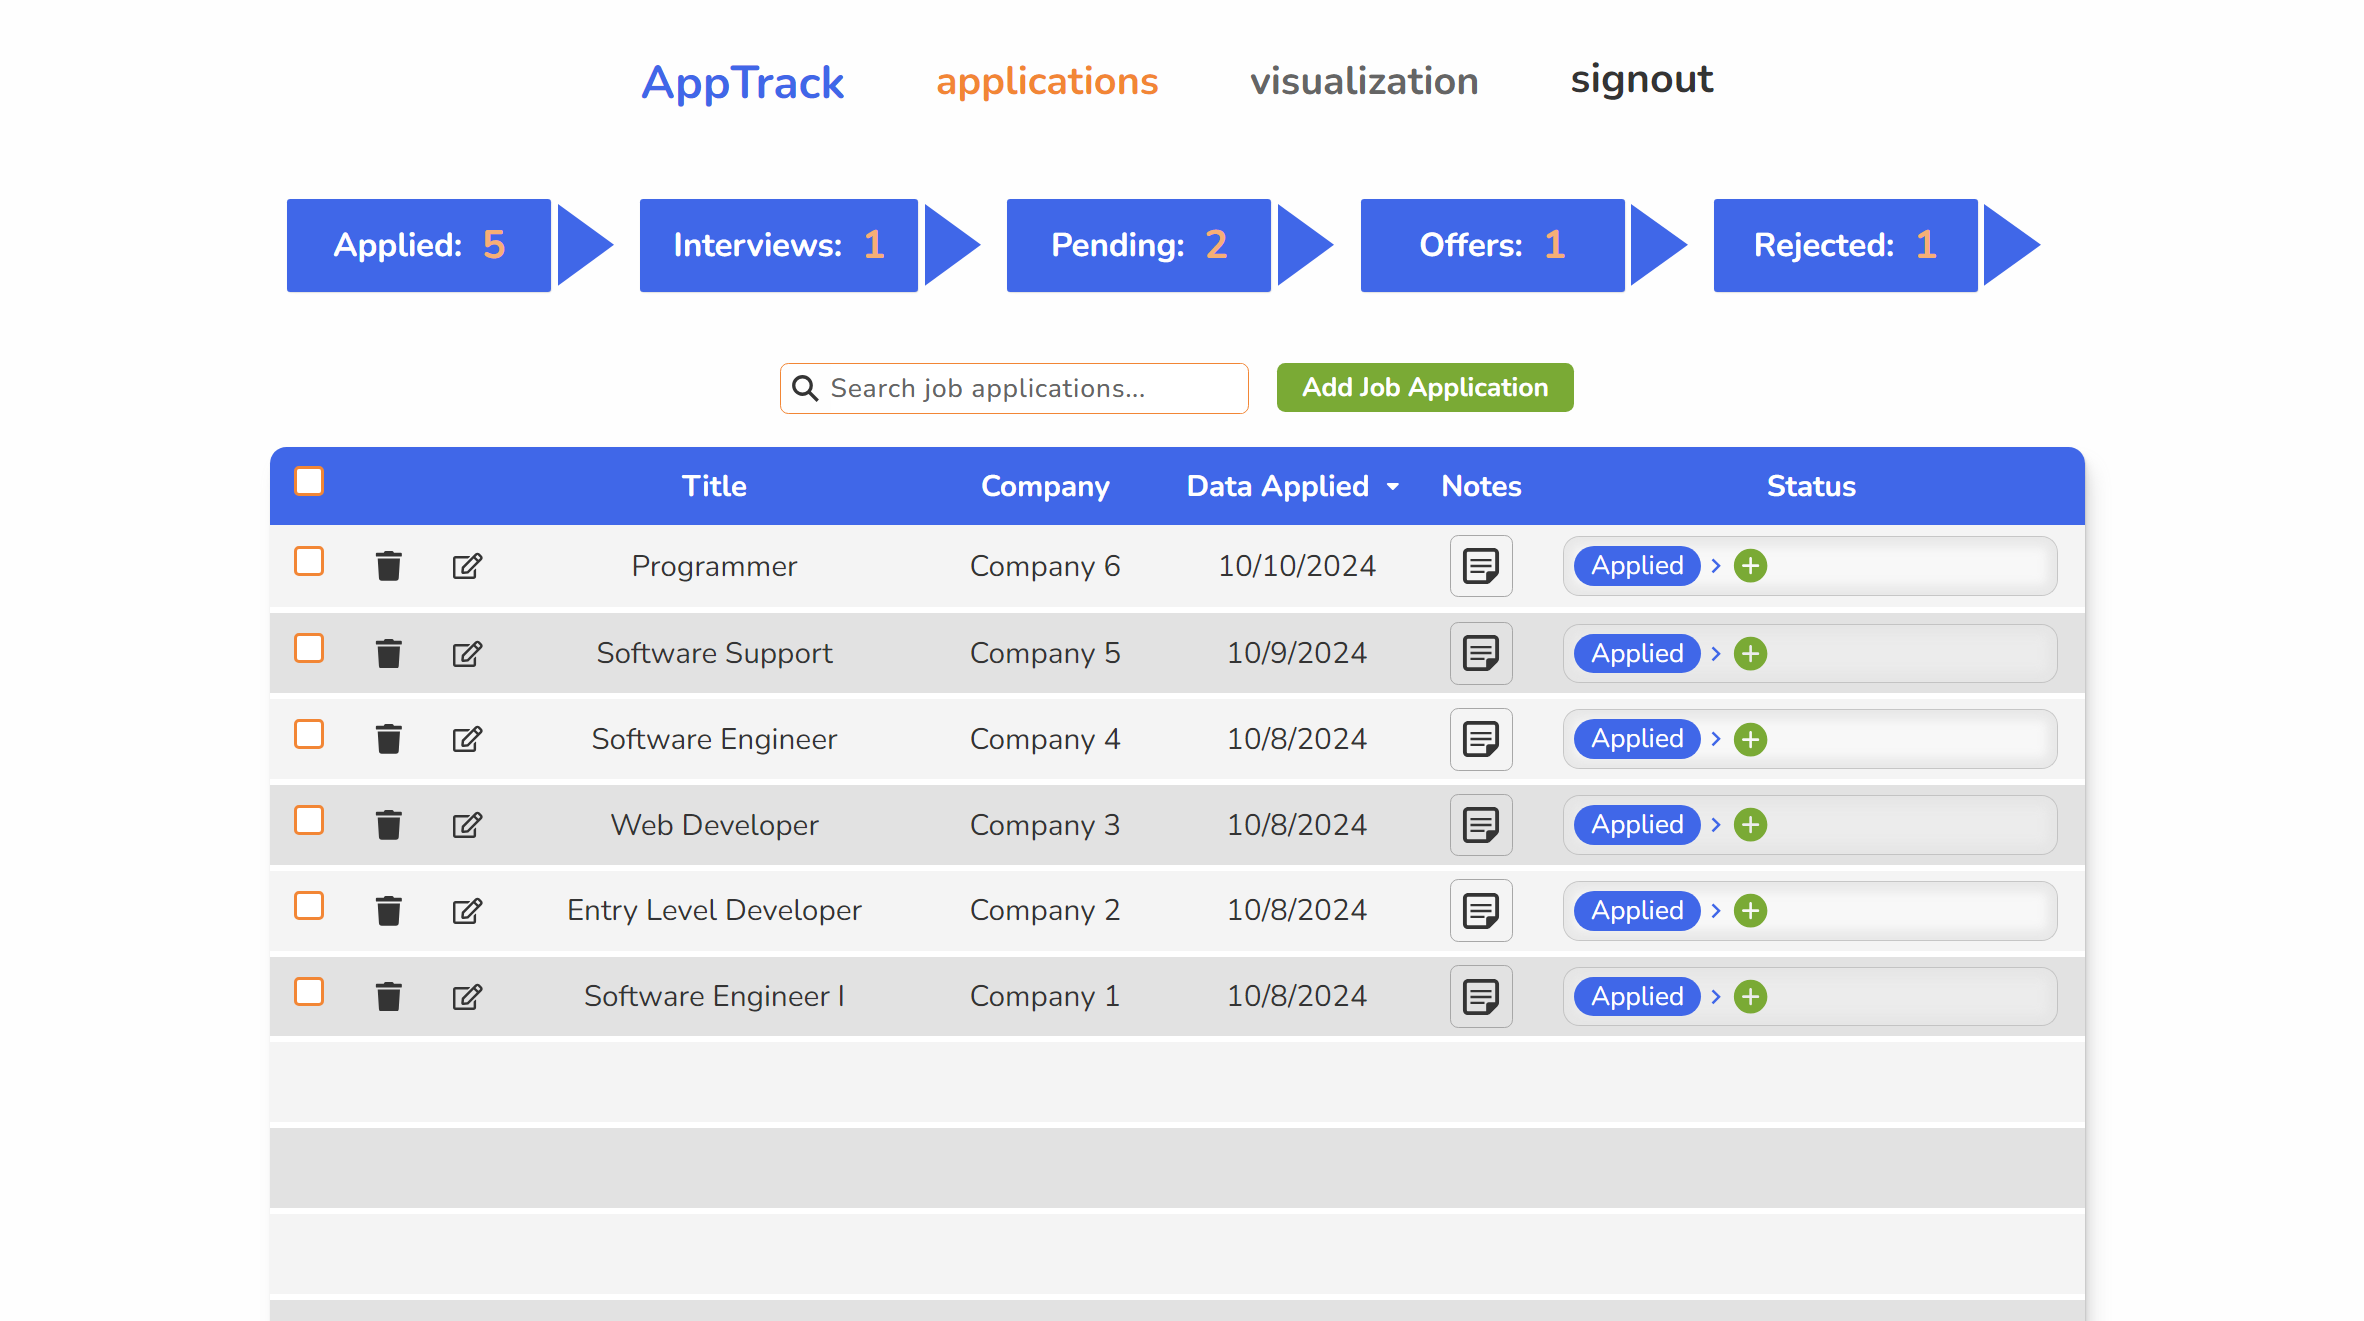 AppTrack applications visualization signout
Applied: 5 Interviews: 1 Pending: 2 Offers: 1 Rejected: 1
Search job applications... Add Job Application
Title Company Data Applied Notes Status
Programmer Company 6 10/10/2024 Applied
Software Support Company 5 10/9/2024 Applied
Software Engineer Company 4 10/8/2024 Applied
Web Developer Company 3 10/8/2024 Applied
Entry Level Developer Company 2 10/8/2024 Applied
Software Engineer I Company 1 10/8/2024 Applied